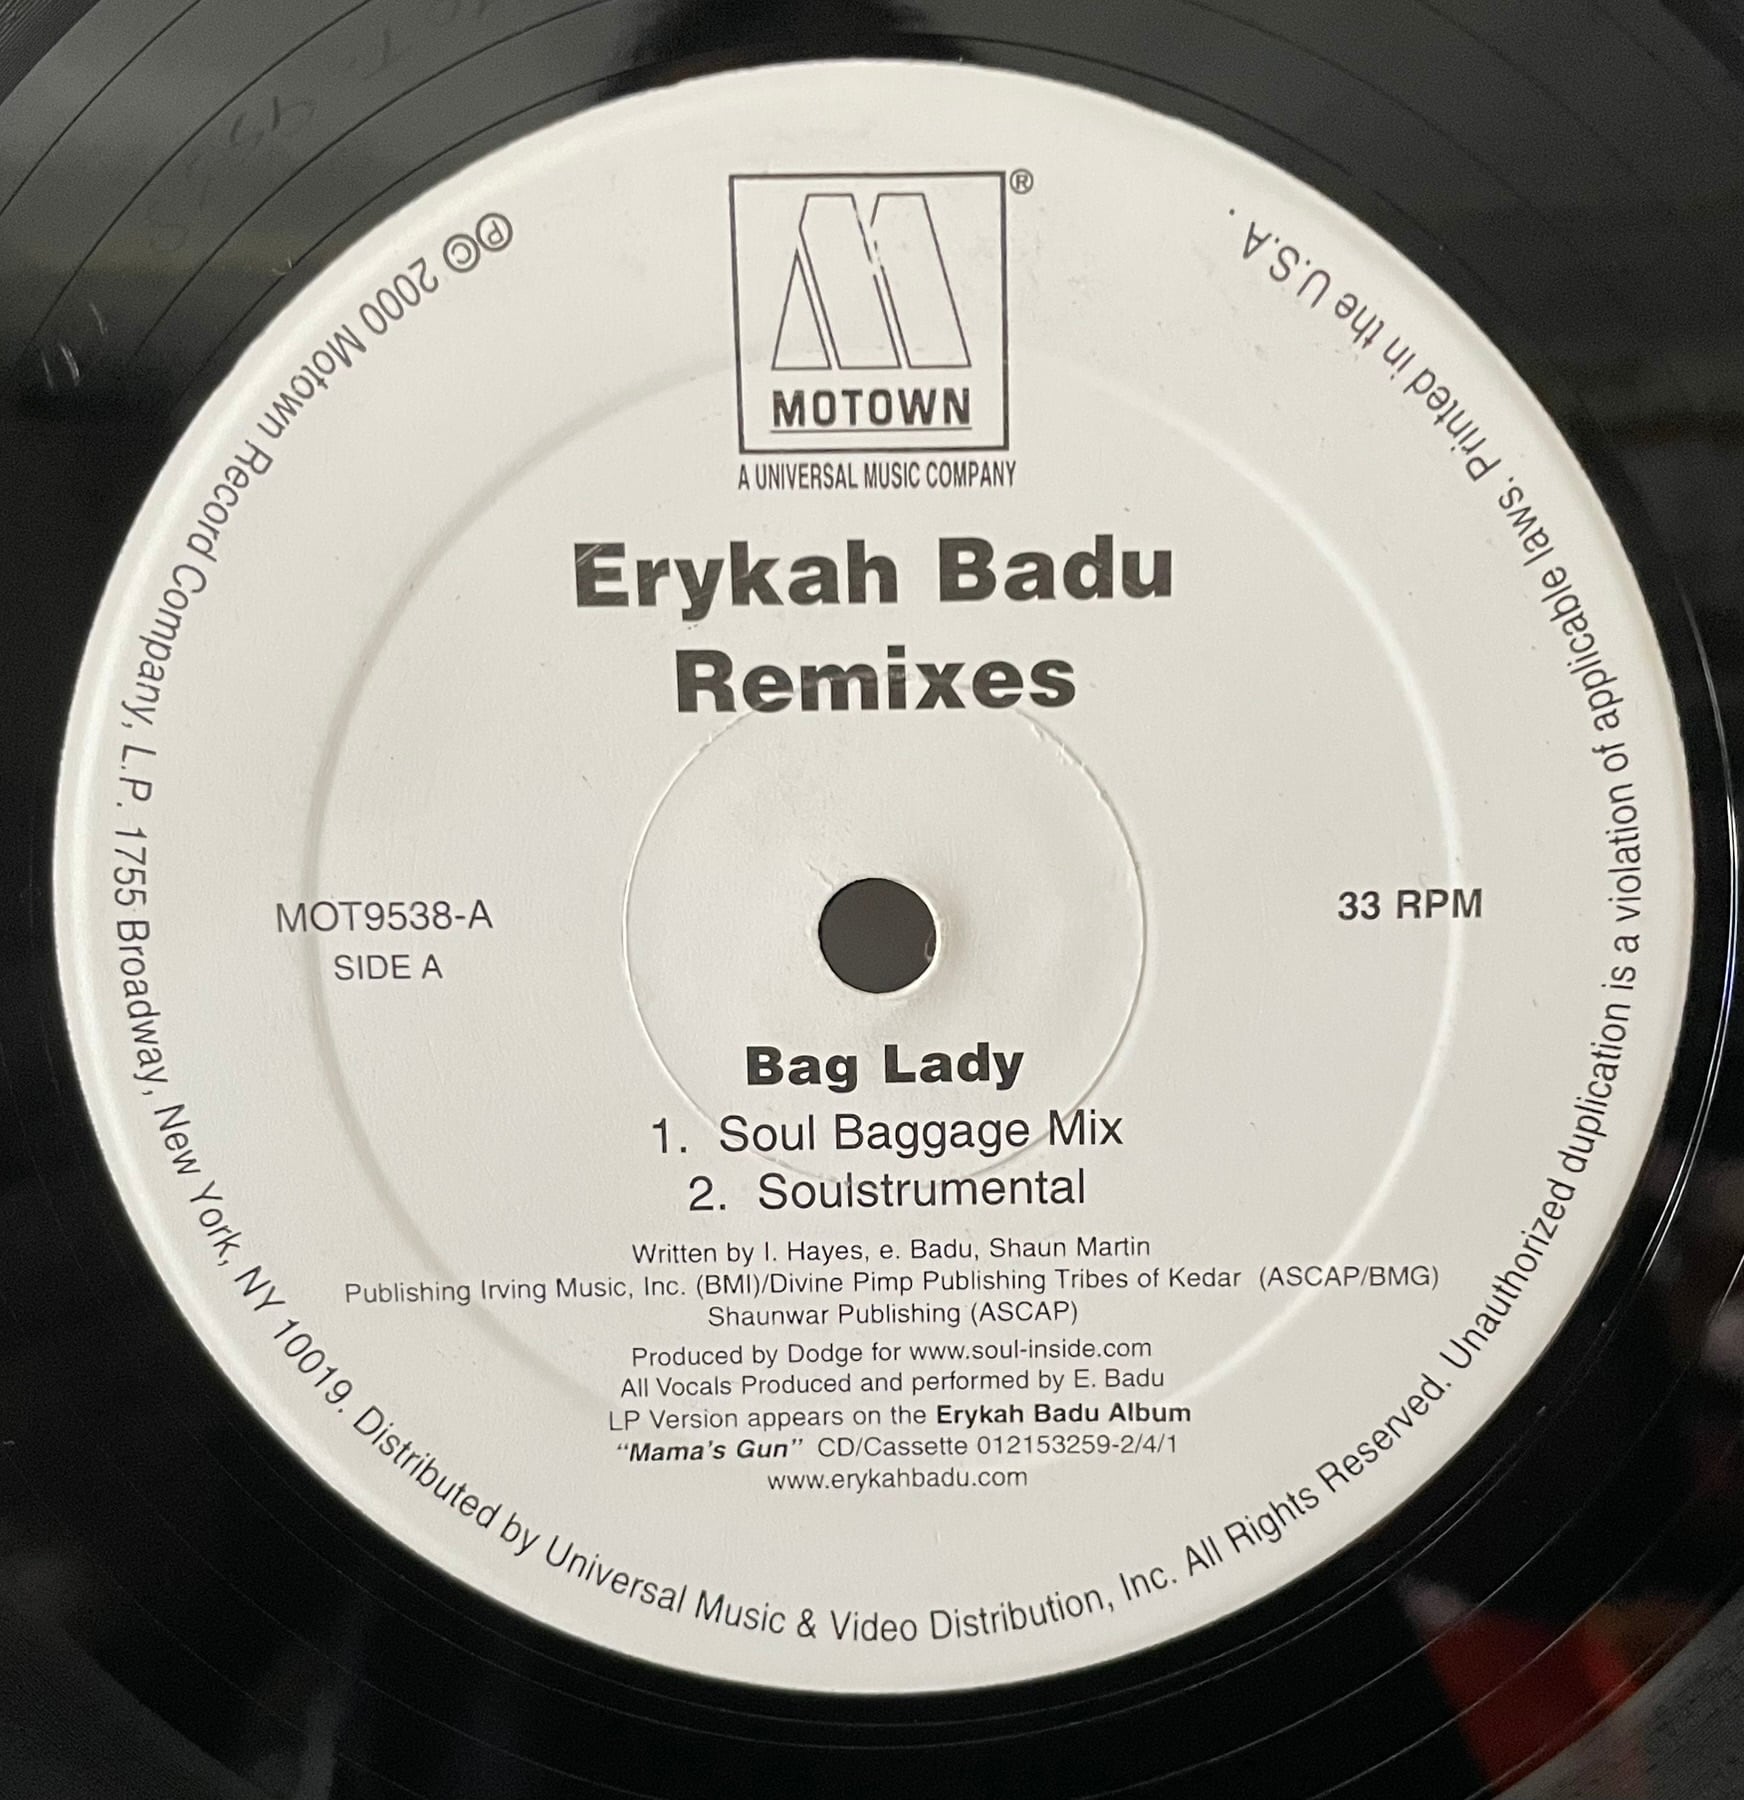 ®
MOTOWN
A UNIVERSAL MUSIC COMPANY
Erykah Badu
Remixes
MOT9538-A
SIDE A
33 RPM
Bag Lady
1. Soul Baggage Mix
2. Soulstrumental
Written by I. Hayes, e. Badu, Shaun Martin
Publishing Irving Music, Inc. (BMI)/Divine Pimp Publishing Tribes of Kedar (ASCAP/BMG)
Shaunwar Publishing (ASCAP)
Produced by Dodge for www.soul-inside.com
All Vocals Produced and performed by E. Badu
LP Version appears on the Erykah Badu Album
“Mama's Gun” CD/Cassette 012153259-2/4/1
www.erykahbadu.com
℗© 2000 Motown Record Company, L.P. 1755 Broadway, New York, NY 10019. Distributed by Universal Music & Video Distribution, Inc. All Rights Reserved. Unauthorized duplication is a violation of applicable laws. Printed in the U.S.A.